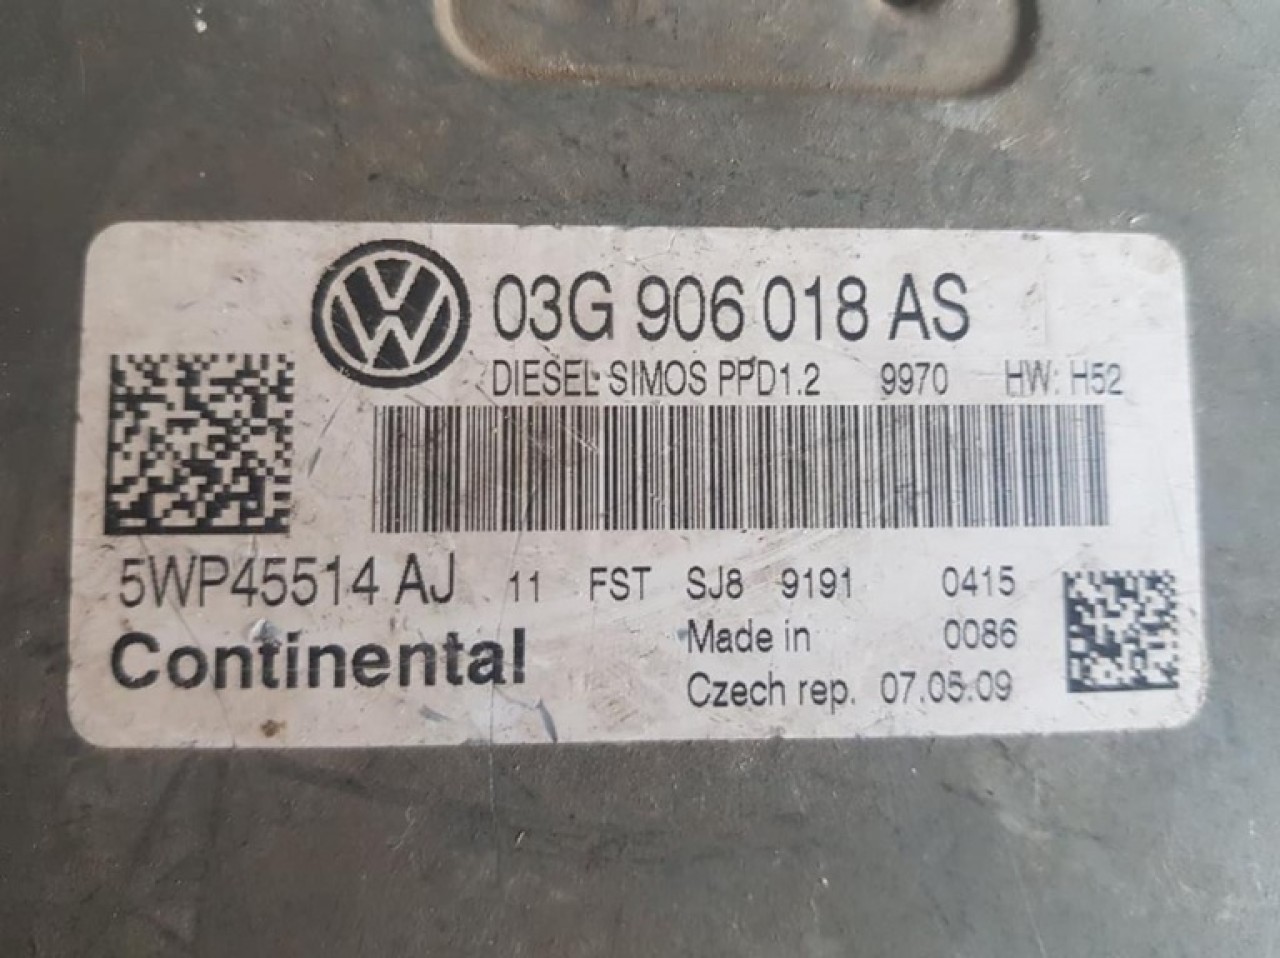 03G 906 018 AS
DIESEL SIMOS PPD1.2 9970 HW: H52
5WP45514 AJ 11 FST SJ8 9191 0415
Continental Made in 0086
Czech rep. 07.05.09